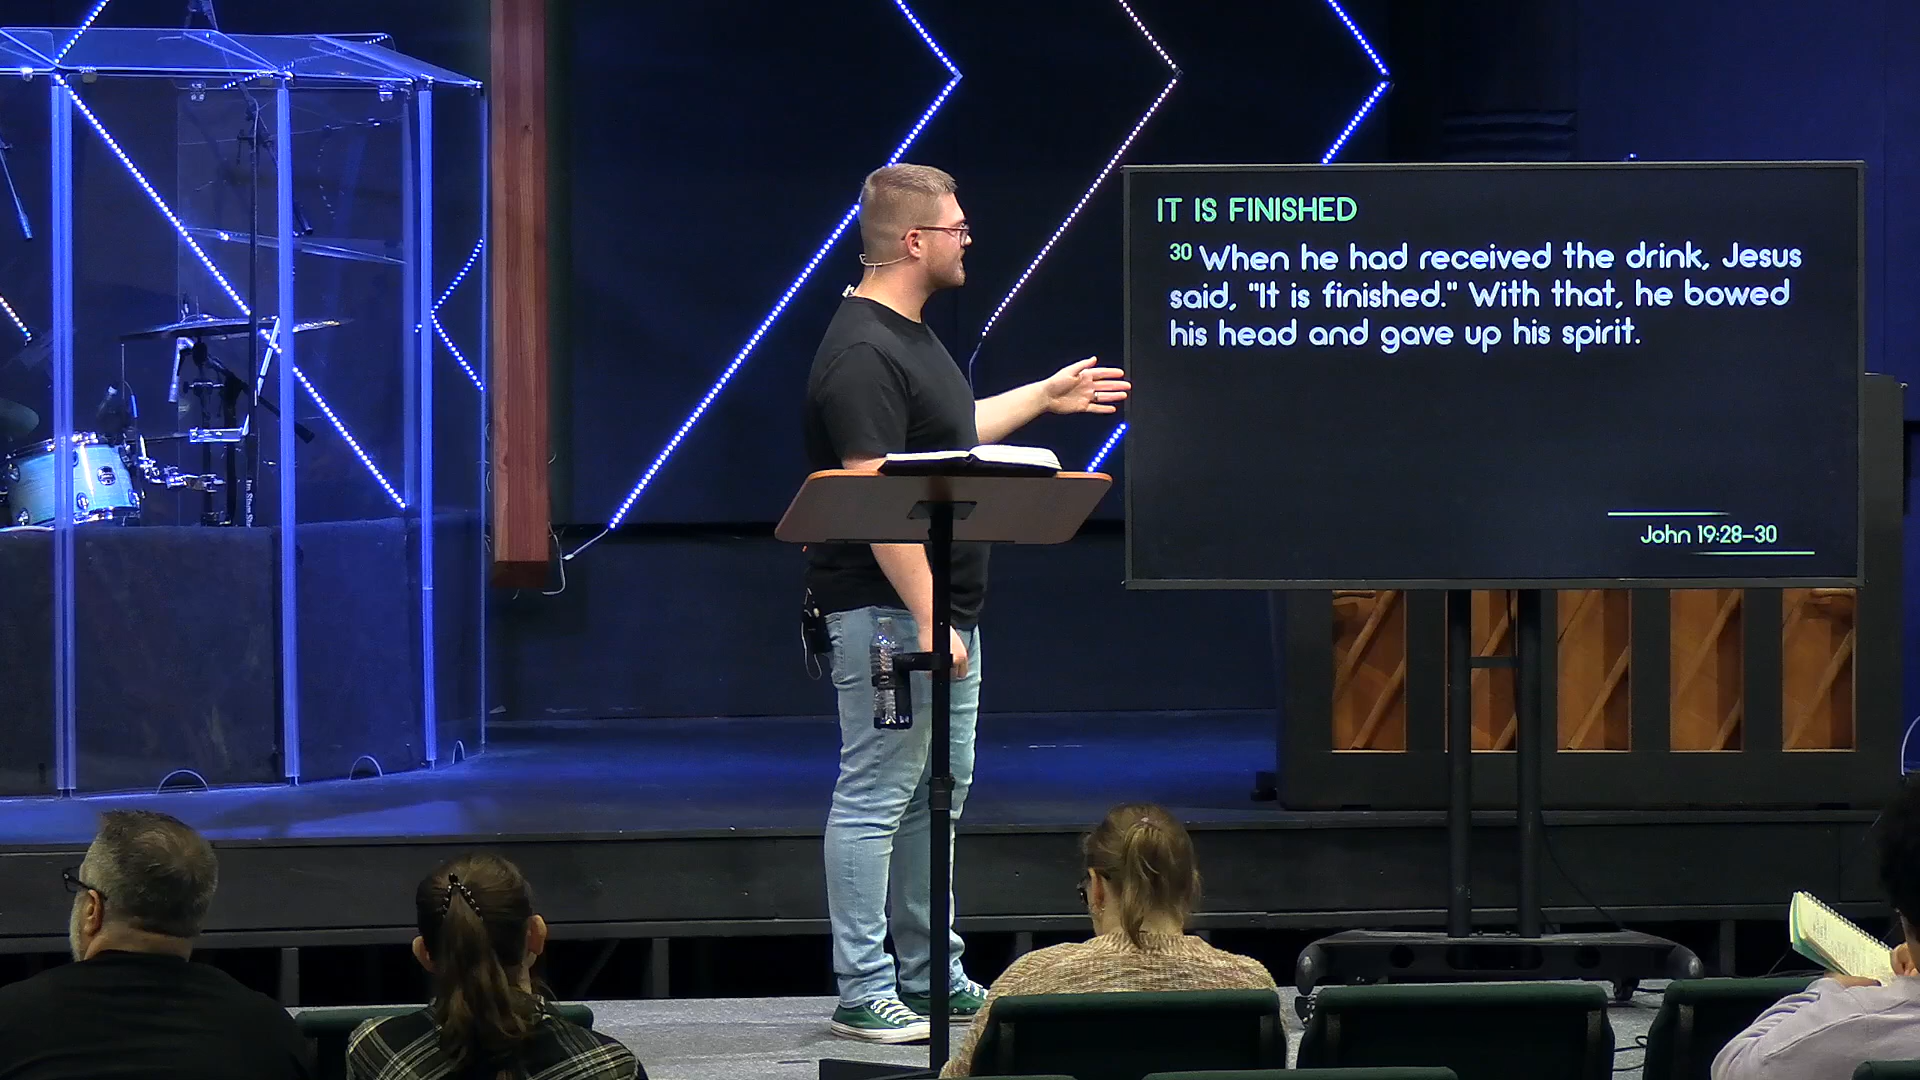 IT IS FINISHED
30 When he had received the drink, Jesus
said, "It is finished." With that, he bowed
his head and gave up his spirit.
John 19:28–30